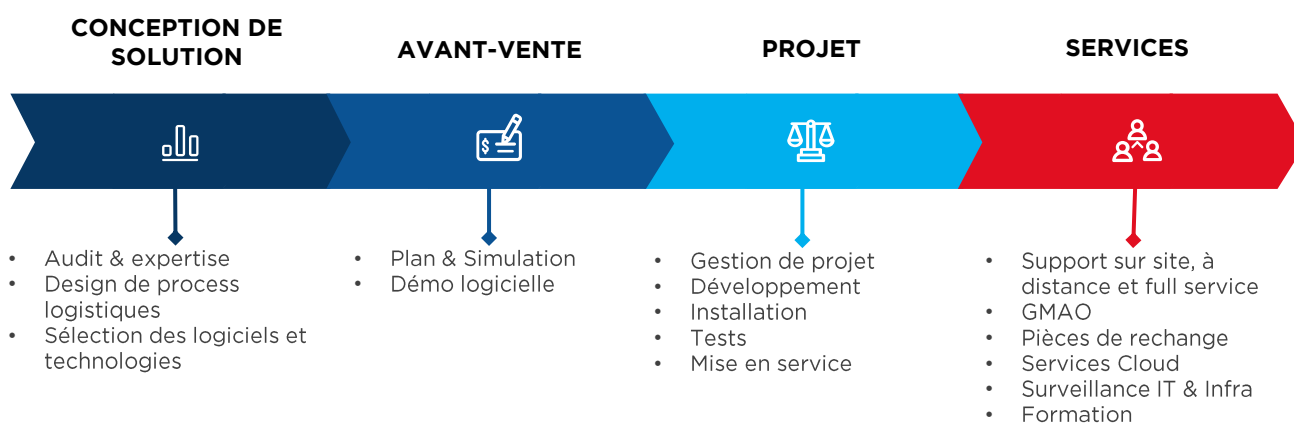 CONCEPTION DE
SOLUTION
AVANT-VENTE
PROJET
SERVICES
$
• Audit & expertise
• Design de process
logistiques
• Sélection des logiciels et
technologies
• Plan & Simulation
• Démo logicielle
• Gestion de projet
• Développement
• Installation
• Tests
• Mise en service
• Support sur site, à
distance et full service
• GMAO
• Pièces de rechange
• Services Cloud
• Surveillance IT & Infra
• Formation